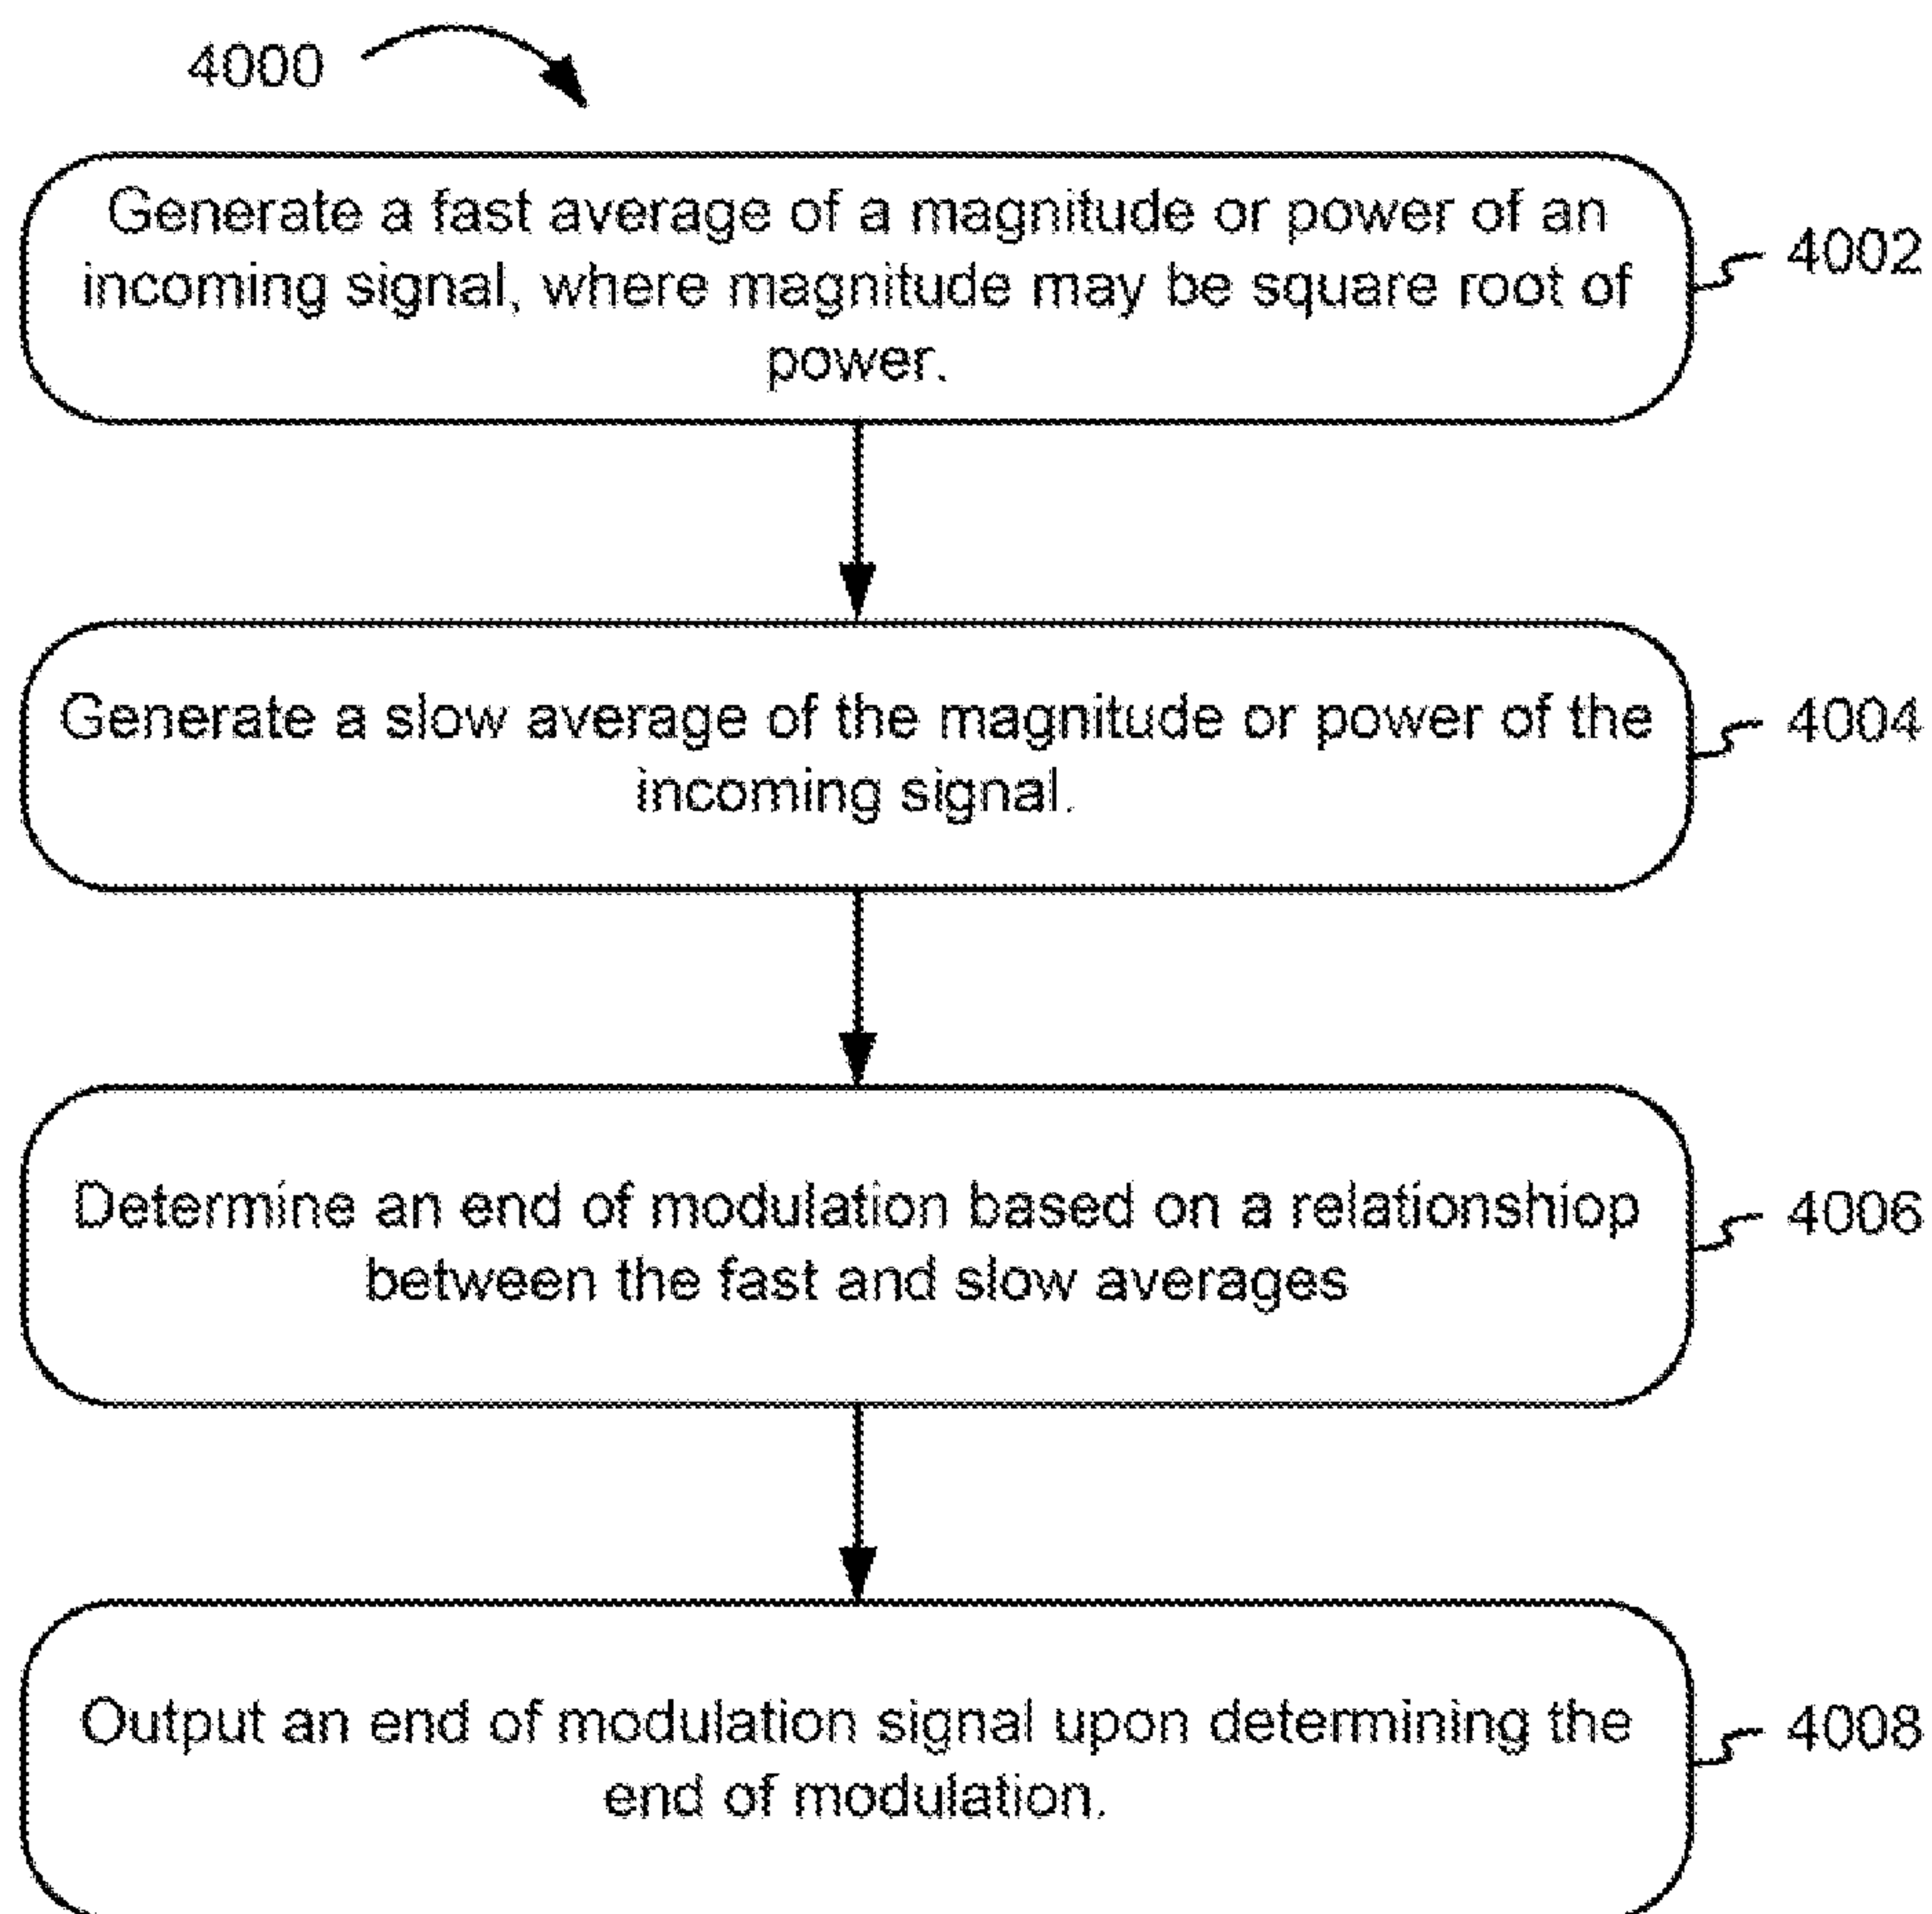 4000
Generate a fast average of a magnitude or power of an
incoming signal, where magnitude may be square root of
power.
4002
Generate a slow average of the magnitude or power of the
incoming signal.
4004
Determine an end of modulation based on a relationshiop
between the fast and slow averages
4006
Output an end of modulation signal upon determining the
end of modulation.
4008